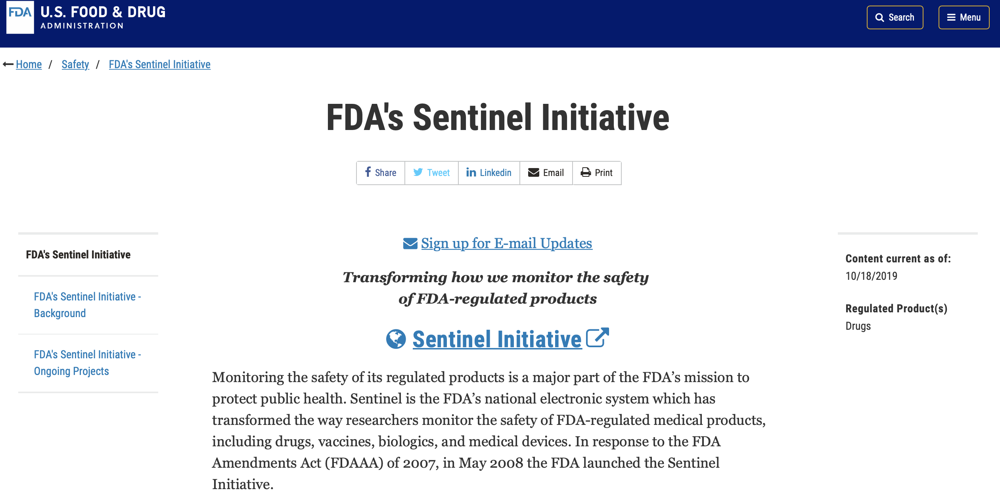 FDA U.S. FOOD & DRUG
ADMINISTRATION
Search
Menu
Home / Safety / FDA's Sentinel Initiative
FDA's Sentinel Initiative
Share
Tweet
Linkedin
Email
Print
FDA's Sentinel Initiative
FDA's Sentinel Initiative -
Background
FDA's Sentinel Initiative -
Ongoing Projects
Sign up for E-mail Updates
Transforming how we monitor the safety
of FDA-regulated products
Sentinel Initiative
Monitoring the safety of its regulated products is a major part of the FDA’s mission to
protect public health. Sentinel is the FDA’s national electronic system which has
transformed the way researchers monitor the safety of FDA-regulated medical products,
including drugs, vaccines, biologics, and medical devices. In response to the FDA
Amendments Act (FDAAA) of 2007, in May 2008 the FDA launched the Sentinel
Initiative.
Content current as of:
10/18/2019
Regulated Product(s)
Drugs